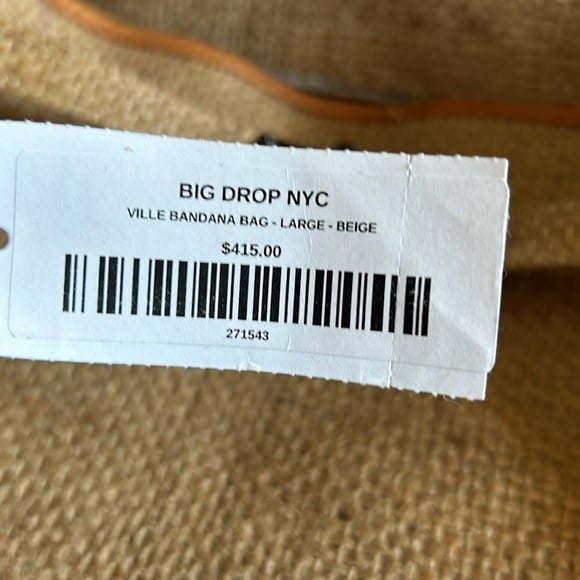 BIG DROP NYC
VILLE BANDANA BAG - LARGE - BEIGE
$415.00
271543